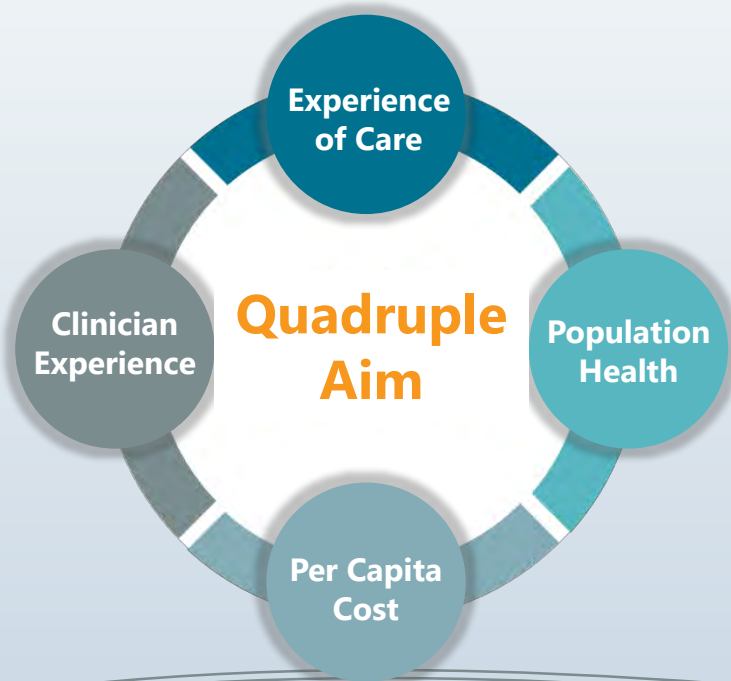 Experience
of Care
Clinician
Experience
Quadruple
Aim
Population
Health
Per Capita
Cost